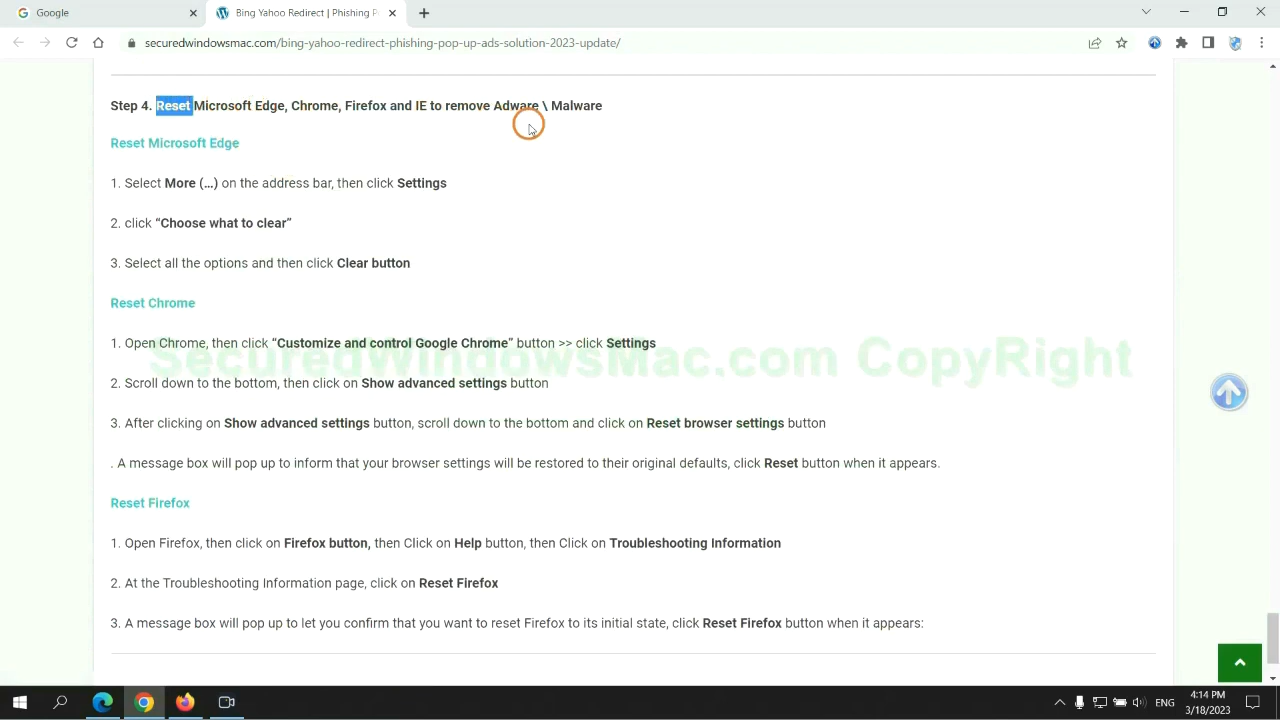 Google
Bing Yahoo Redirect | Phishing P
securedwindowsmac.com/bing-yahoo-redirect-phishing-pop-up-ads-solution-2023-update/
Step 4. Reset Microsoft Edge, Chrome, Firefox and IE to remove Adware \ Malware
Reset Microsoft Edge
1. Select More (…) on the address bar, then click Settings
2. click “Choose what to clear”
3. Select all the options and then click Clear button
Reset Chrome
1. Open Chrome, then click “Customize and control Google Chrome” button >> click Settings
SecuredWindowsMac.com CopyRight
2. Scroll down to the bottom, then click on Show advanced settings button
3. After clicking on Show advanced settings button, scroll down to the bottom and click on Reset browser settings button
. A message box will pop up to inform that your browser settings will be restored to their original defaults, click Reset button when it appears.
Reset Firefox
1. Open Firefox, then click on Firefox button, then Click on Help button, then Click on Troubleshooting Information
2. At the Troubleshooting Information page, click on Reset Firefox
3. A message box will pop up to let you confirm that you want to reset Firefox to its initial state, click Reset Firefox button when it appears:
ENG
4:14 PM
3/18/2023